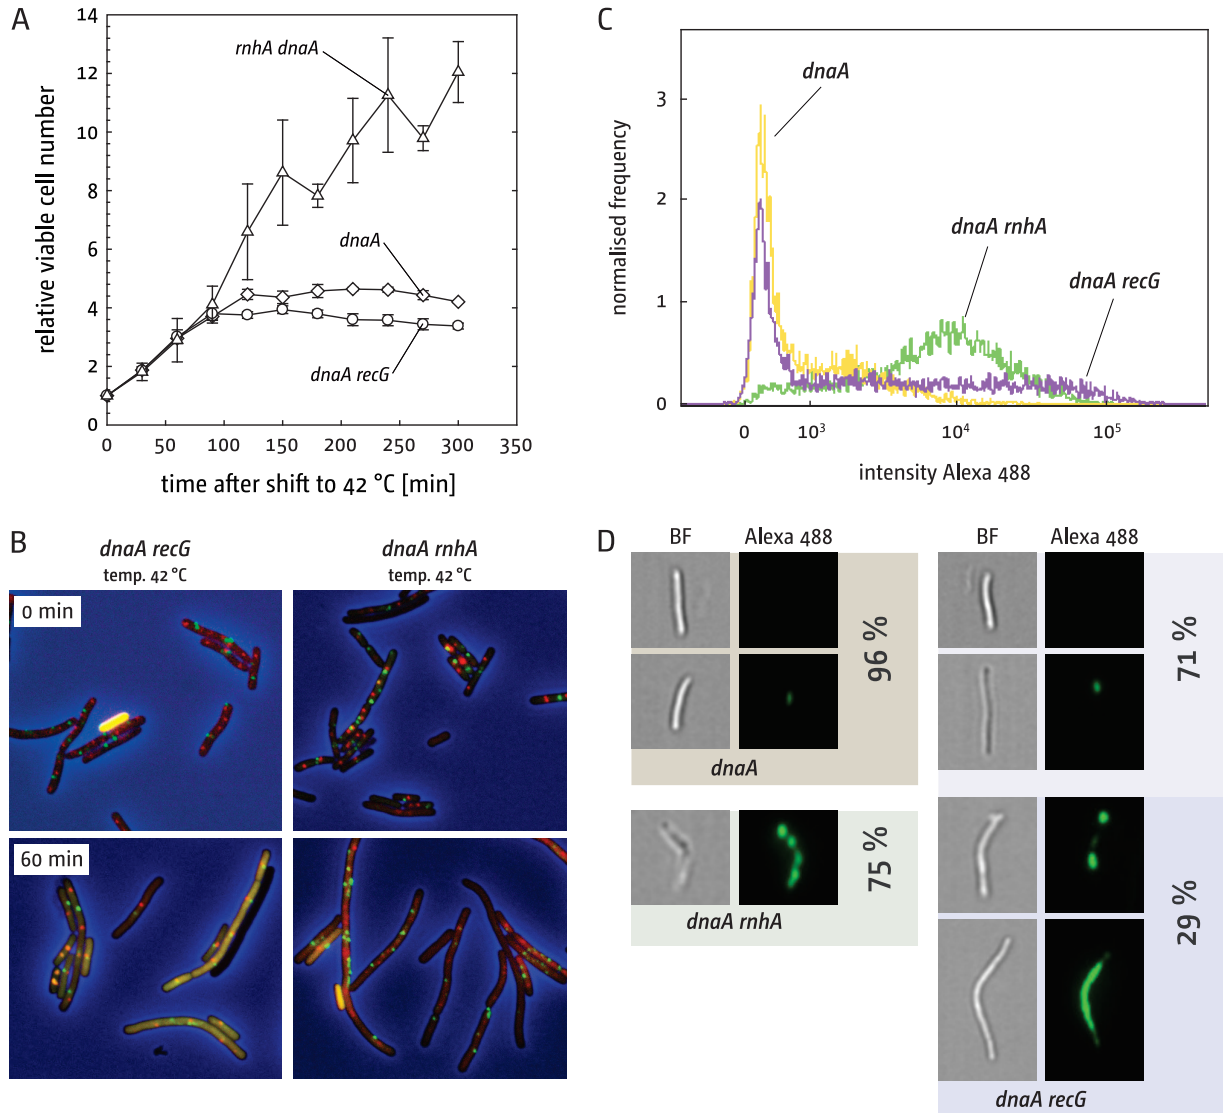 A
14
12
10
8
6
4
2
0
relative viable cell number
rnhA dnaA
dnaA
dnaA recG
0 50 100 150 200 250 300 350
time after shift to 42 °C [min]
B
dnaA recG
temp. 42 °C
dnaA rnhA
temp. 42 °C
0 min
60 min
C
3
2
1
0
normalised frequency
dnaA
dnaA rnhA
dnaA recG
0 10³ 10⁴ 10⁵
intensity Alexa 488
D
BF Alexa 488
96 %
dnaA
75 %
dnaA rnhA
BF Alexa 488
71 %
29 %
dnaA recG